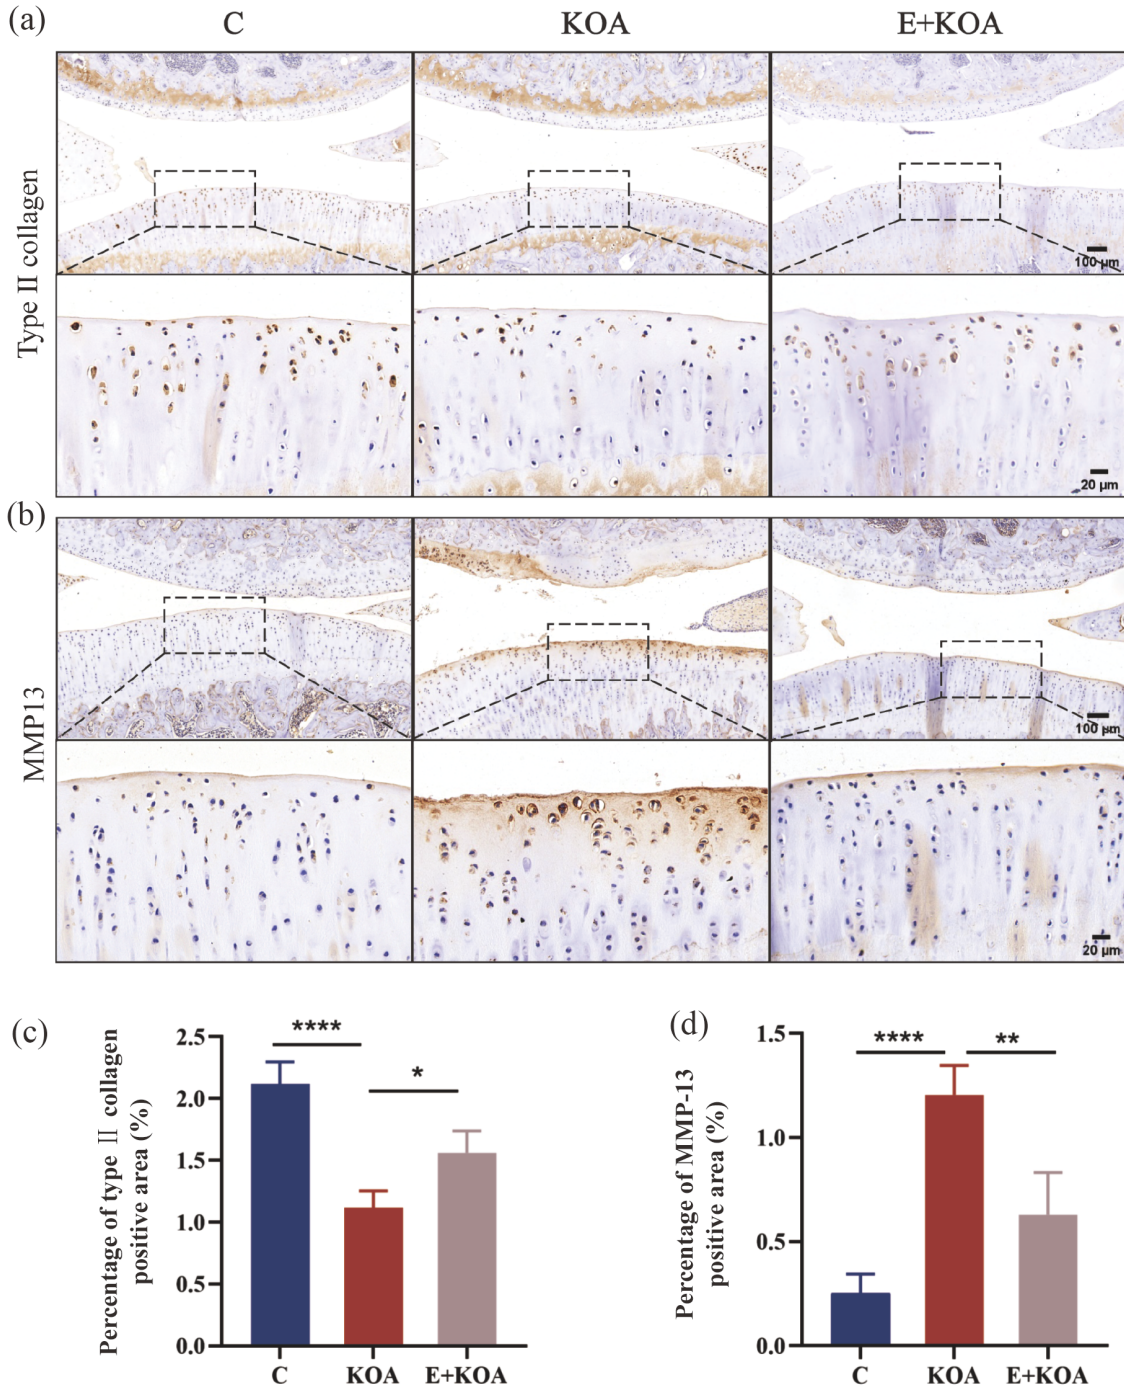 (a)
C KOA E+KOA
Type II collagen
100 µm
20 µm
(b)
MMP13
100 µm
20 µm
(c)
Percentage of type Ⅱ collagen
positive area (%)
2.5
2.0
1.5
1.0
0.5
0.0
****
*
C KOA E+KOA
(d)
Percentage of MMP-13
positive area (%)
1.5
1.0
0.5
0.0
****
**
C KOA E+KOA